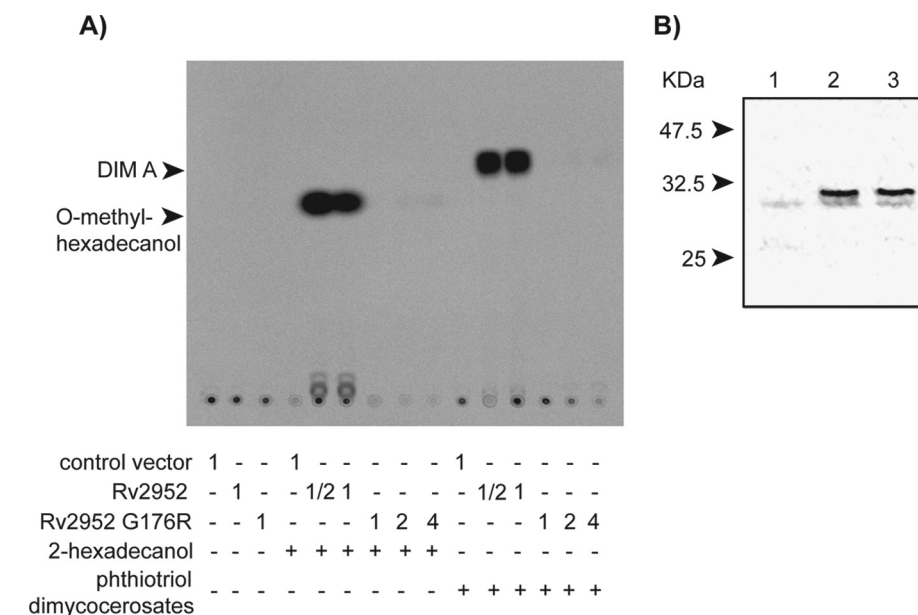 A)
B)
KDa 1 2 3
47.5
32.5
25
DIM A
O-methyl-
hexadecanol
control vector 1 - - 1 - - - - - 1 - - - - -
Rv2952 - 1 - - 1/2 1 - - - - 1/2 1 - - -
Rv2952 G176R - - 1 - - - 1 2 4 - - - 1 2 4
2-hexadecanol - - - + + + + + + - - - - - -
phthiotriol
dimycocerosates - - - - - - - - - + + + + + +